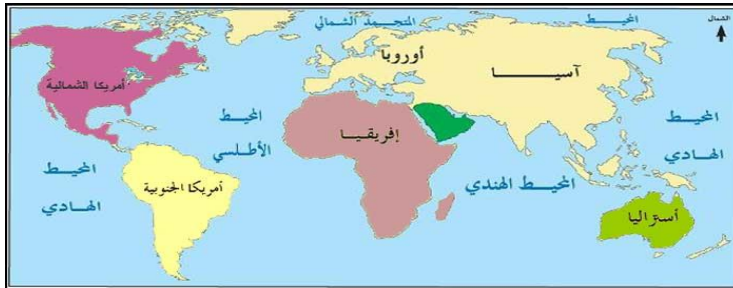 المحيط المتجمد الشمالي
الشمال
أوروبا
آسيا
أمريكا الشمالية
المحيط الأطلسي
إفريقيا
المحيط الهادي
المحيط الهادي
أمريكا الجنوبية
المحيط الهندي
أستراليا